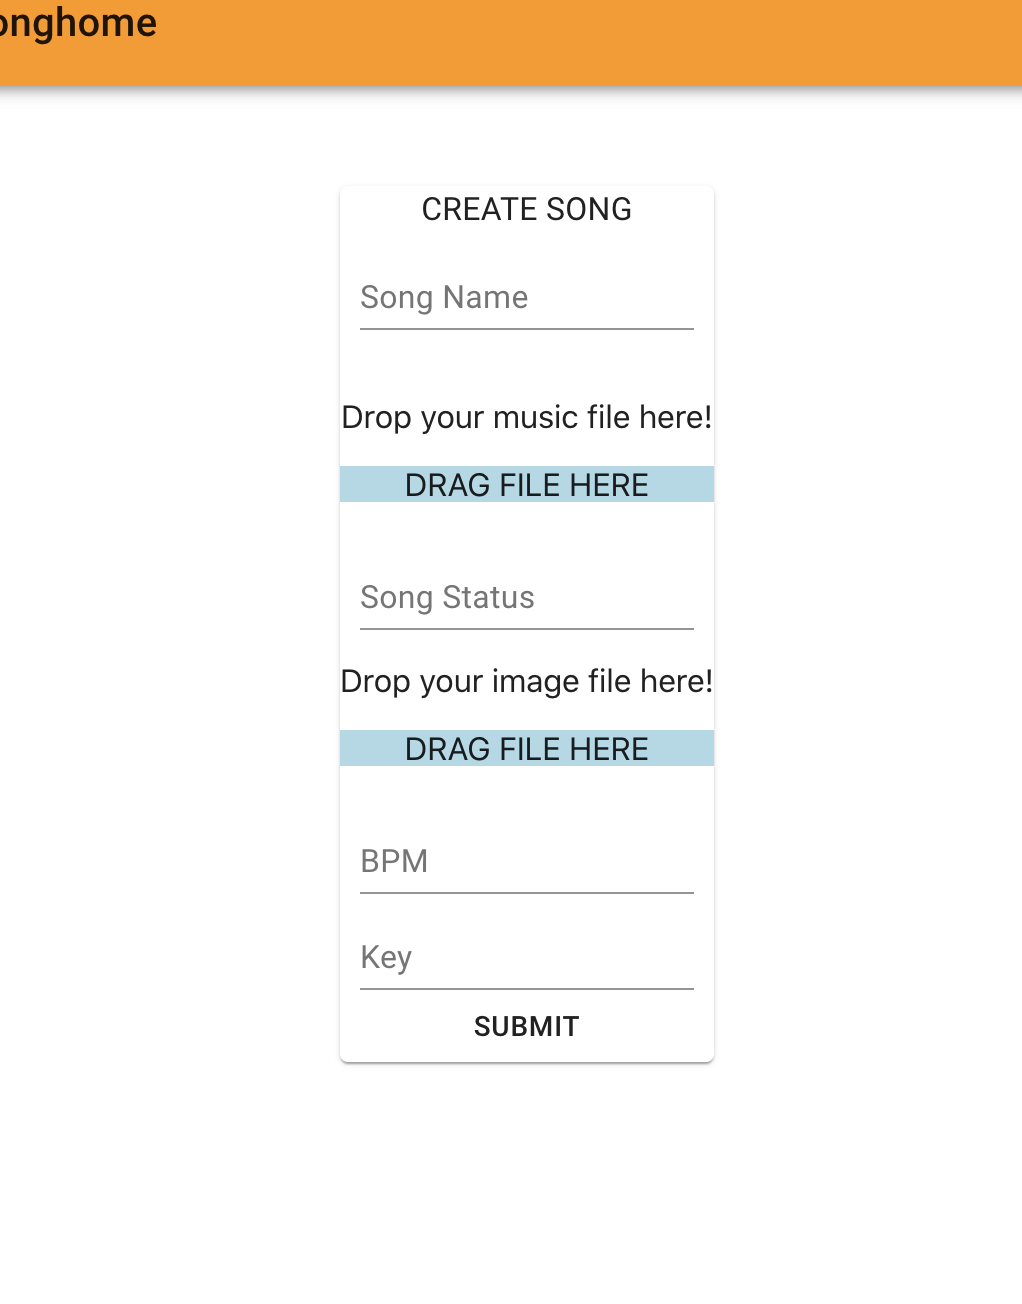 onghome
CREATE SONG
Song Name
Drop your music file here!
DRAG FILE HERE
Song Status
Drop your image file here!
DRAG FILE HERE
BPM
Key
SUBMIT